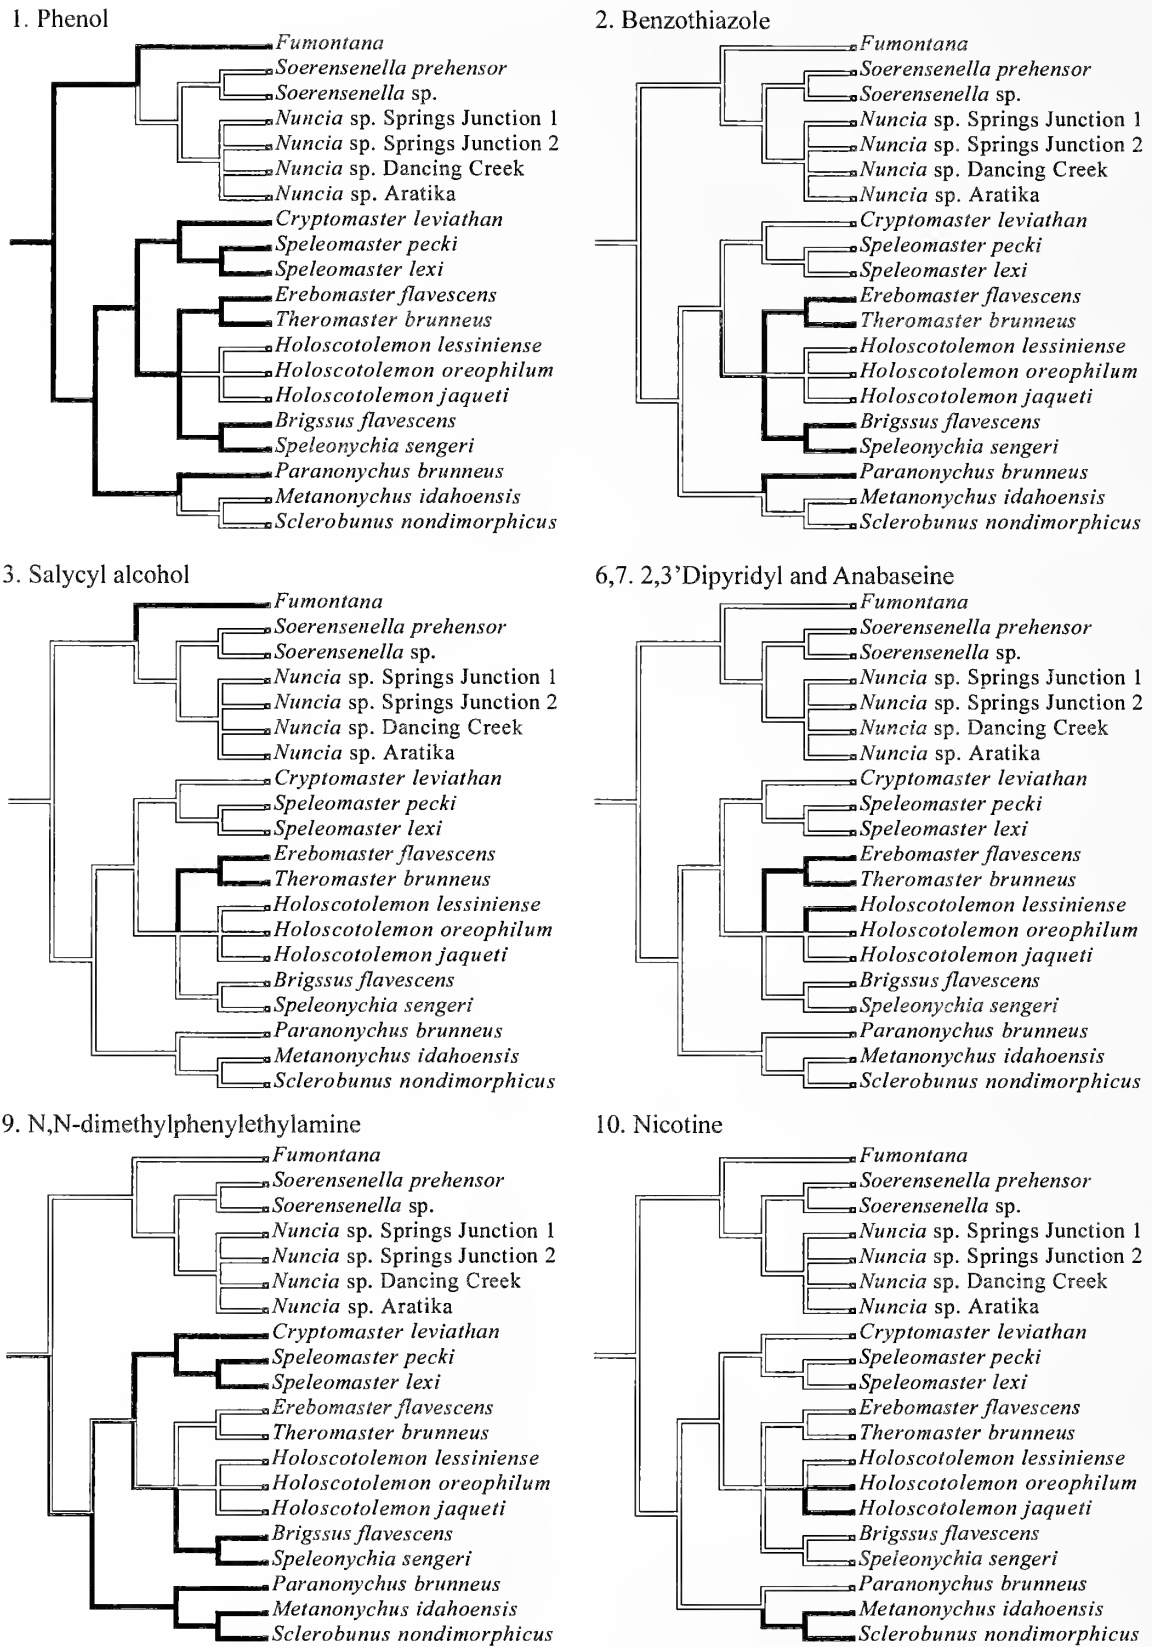 1. Phenol
Fumontana
Soerensenella prehensor
Soerensenella sp.
Nuncia sp. Springs Junction 1
Nuncia sp. Springs Junction 2
Nuncia sp. Dancing Creek
Nuncia sp. Aratika
Cryptomaster leviathan
Speleomaster pecki
Speleomaster lexi
Erebomaster flavescens
Theromaster brunneus
Holoscotolemon lessiniense
Holoscotolemon oreophilum
Holoscotolemon jaqueti
Brigssus flavescens
Speleonychia sengeri
Paranonychus brunneus
Metanonychus idahoensis
Sclerobunus nondimorphicus
2. Benzothiazole
Fumontana
Soerensenella prehensor
Soerensenella sp.
Nuncia sp. Springs Junction 1
Nuncia sp. Springs Junction 2
Nuncia sp. Dancing Creek
Nuncia sp. Aratika
Cryptomaster leviathan
Speleomaster pecki
Speleomaster lexi
Erebomaster flavescens
Theromaster brunneus
Holoscotolemon lessiniense
Holoscotolemon oreophilum
Holoscotolemon jaqueti
Brigssus flavescens
Speleonychia sengeri
Paranonychus brunneus
Metanonychus idahoensis
Sclerobunus nondimorphicus
3. Salycyl alcohol
Fumontana
Soerensenella prehensor
Soerensenella sp.
Nuncia sp. Springs Junction 1
Nuncia sp. Springs Junction 2
Nuncia sp. Dancing Creek
Nuncia sp. Aratika
Cryptomaster leviathan
Speleomaster pecki
Speleomaster lexi
Erebomaster flavescens
Theromaster brunneus
Holoscotolemon lessiniense
Holoscotolemon oreophilum
Holoscotolemon jaqueti
Brigssus flavescens
Speleonychia sengeri
Paranonychus brunneus
Metanonychus idahoensis
Sclerobunus nondimorphicus
6,7. 2,3’Dipyridyl and Anabaseine
Fumontana
Soerensenella prehensor
Soerensenella sp.
Nuncia sp. Springs Junction 1
Nuncia sp. Springs Junction 2
Nuncia sp. Dancing Creek
Nuncia sp. Aratika
Cryptomaster leviathan
Speleomaster pecki
Speleomaster lexi
Erebomaster flavescens
Theromaster brunneus
Holoscotolemon lessiniense
Holoscotolemon oreophilum
Holoscotolemon jaqueti
Brigssus flavescens
Speleonychia sengeri
Paranonychus brunneus
Metanonychus idahoensis
Sclerobunus nondimorphicus
9. N,N-dimethylphenylethylamine
Fumontana
Soerensenella prehensor
Soerensenella sp.
Nuncia sp. Springs Junction 1
Nuncia sp. Springs Junction 2
Nuncia sp. Dancing Creek
Nuncia sp. Aratika
Cryptomaster leviathan
Speleomaster pecki
Speleomaster lexi
Erebomaster flavescens
Theromaster brunneus
Holoscotolemon lessiniense
Holoscotolemon oreophilum
Holoscotolemon jaqueti
Brigssus flavescens
Speleonychia sengeri
Paranonychus brunneus
Metanonychus idahoensis
Sclerobunus nondimorphicus
10. Nicotine
Fumontana
Soerensenella prehensor
Soerensenella sp.
Nuncia sp. Springs Junction 1
Nuncia sp. Springs Junction 2
Nuncia sp. Dancing Creek
Nuncia sp. Aratika
Cryptomaster leviathan
Speleomaster pecki
Speleomaster lexi
Erebomaster flavescens
Theromaster brunneus
Holoscotolemon lessiniense
Holoscotolemon oreophilum
Holoscotolemon jaqueti
Brigssus flavescens
Speleonychia sengeri
Paranonychus brunneus
Metanonychus idahoensis
Sclerobunus nondimorphicus